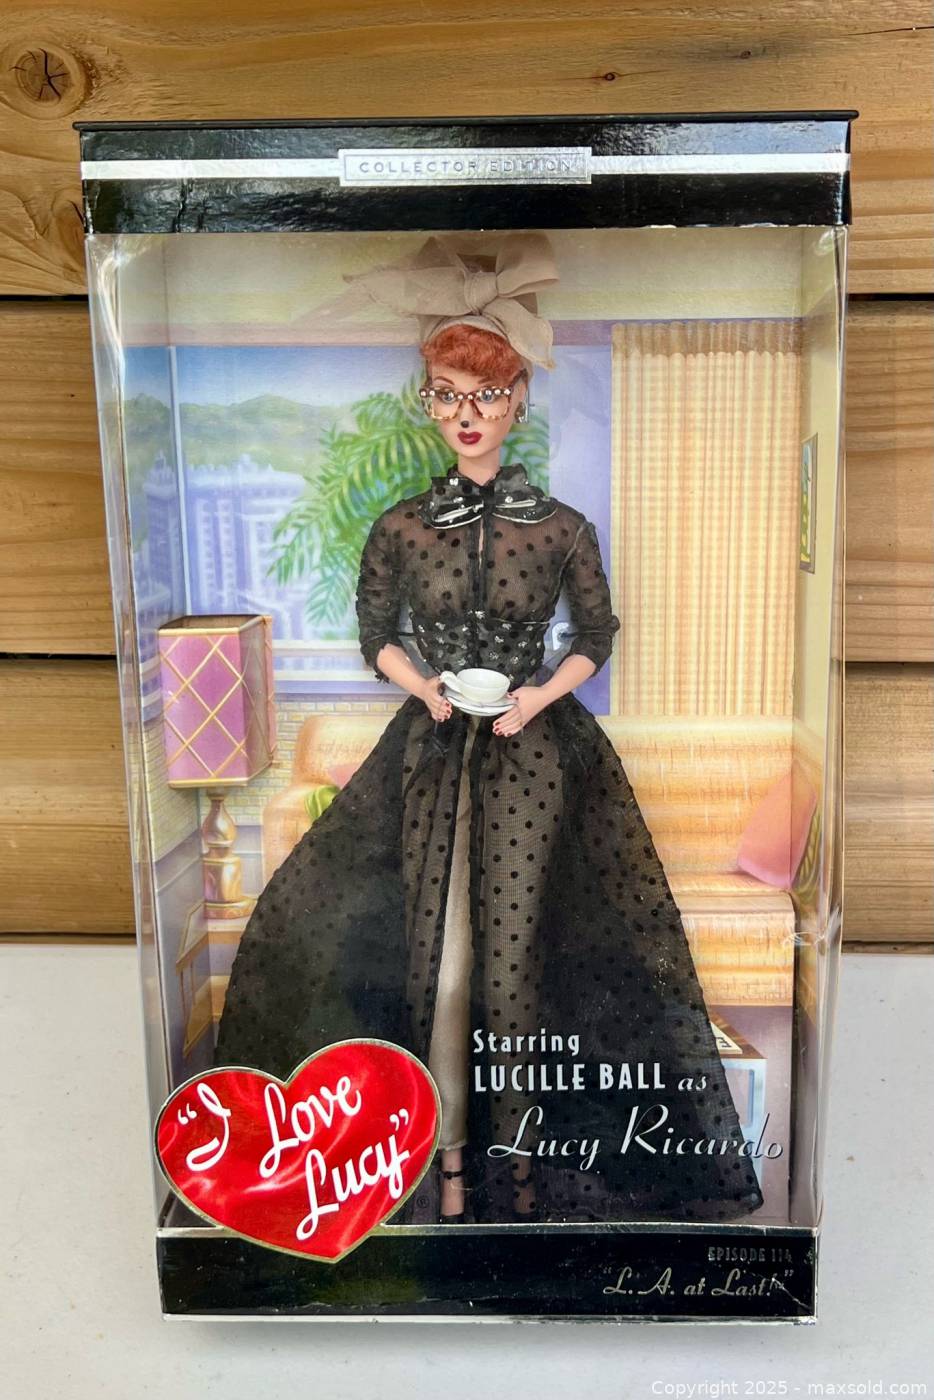 COLLECTOR EDITION
"I Love
Lucy"
®
Starring
LUCILLE BALL as
Lucy Ricardo
EPISODE 114
"L.A. at Last!"
Copyright 2025 - maxsold.com